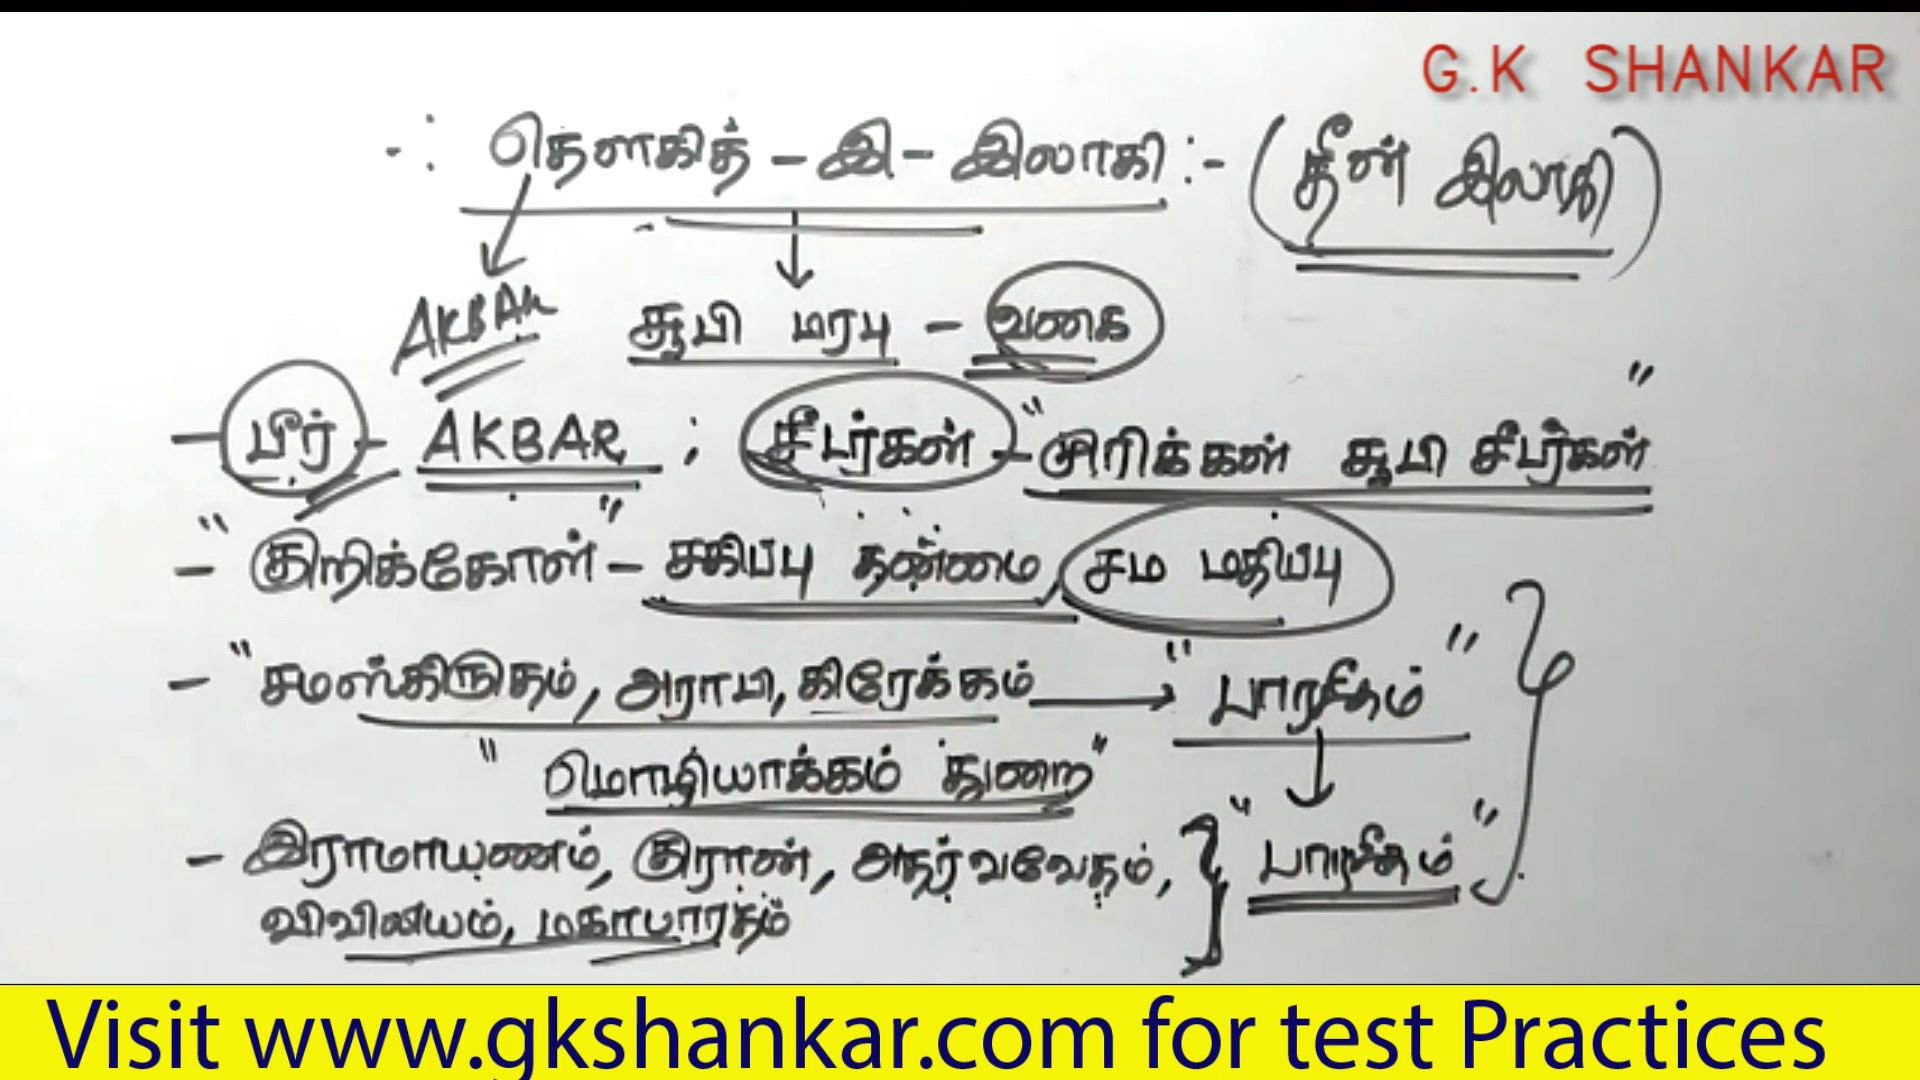 G.K SHANKAR
-: தௌகித் - இ - இலாகி :- (தீன் இலாகி)
AKBAR சூபி மரபு - வகை
- பீர் - AKBAR ; சீடர்கள் - "முரிக்கள் சூபி சீடர்கள்"
- "குறிக்கோள்" - சகிப்பு தண்மை, சம மதிப்பு
- "சமஸ்கிருதம், அராபி, கிரேக்கம் → "பாரசீகம்"
"மொழியாக்கம் துறை"
- இராமாயணம், குரான், அதர்வவேதம், } "பாரசீகம்"
விவிலியம், மகாபாரதம்
Visit www.gkshankar.com for test Practices